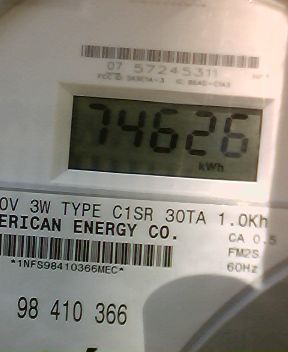 07 57245311
74626
kWh
0V 3W TYPE C1SR 30TA 1.0Kh
ERICAN ENERGY CO.
CA 0.5
*1NFS98410366MEC*
FM2S
60Hz
98 410 366